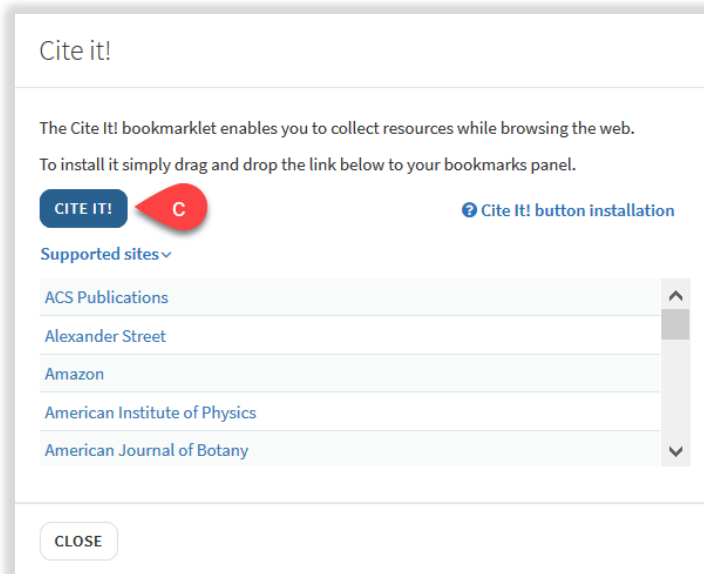 Cite it!
The Cite It! bookmarklet enables you to collect resources while browsing the web.
To install it simply drag and drop the link below to your bookmarks panel.
CITE IT! C ? Cite It! button installation
Supported sites
ACS Publications
Alexander Street
Amazon
American Institute of Physics
American Journal of Botany
CLOSE